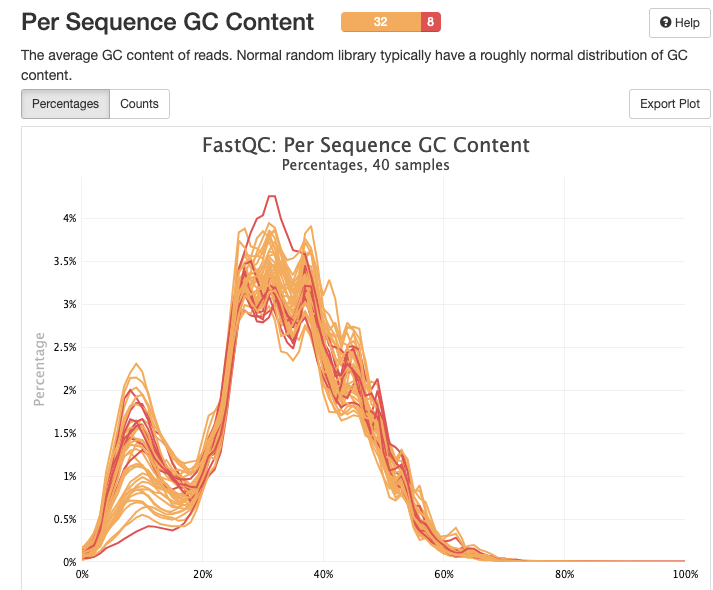 Per Sequence GC Content 32 8 Help
The average GC content of reads. Normal random library typically have a roughly normal distribution of GC
content.
Percentages Counts Export Plot
FastQC: Per Sequence GC Content
Percentages, 40 samples
4%
3.5%
3%
2.5%
2%
1.5%
1%
0.5%
0%
Percentage
0% 20% 40% 60% 80% 100%